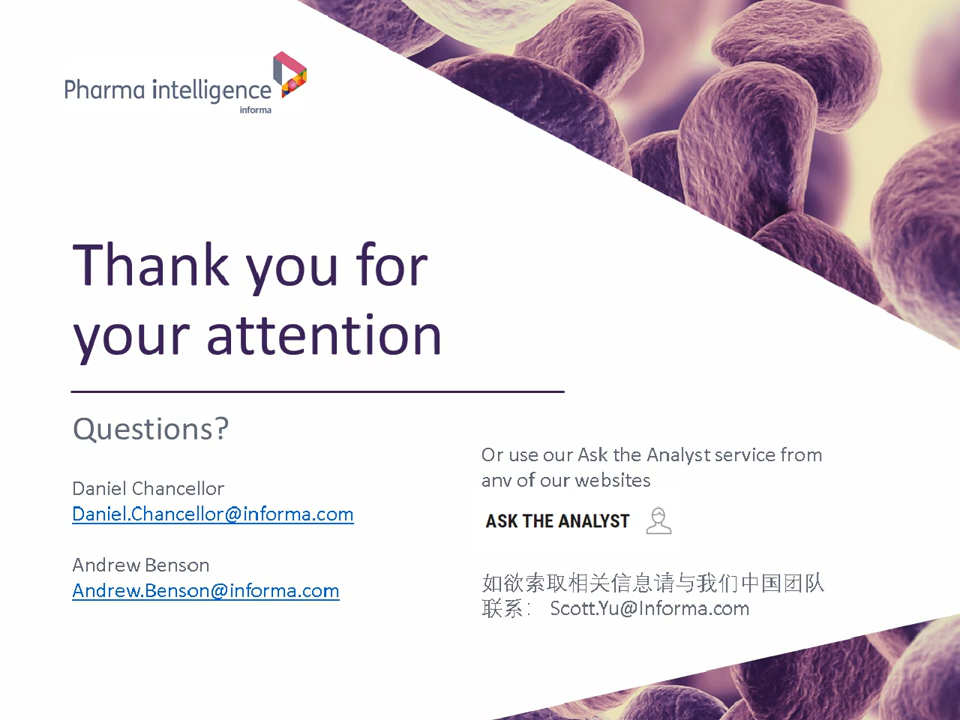 Pharma intelligence
informa
Thank you for
your attention
Questions?
Daniel Chancellor
Daniel.Chancellor@informa.com
Andrew Benson
Andrew.Benson@informa.com
Or use our Ask the Analyst service from
any of our websites
ASK THE ANALYST
如欲索取相关信息请与我们中国团队
联系： Scott.Yu@Informa.com